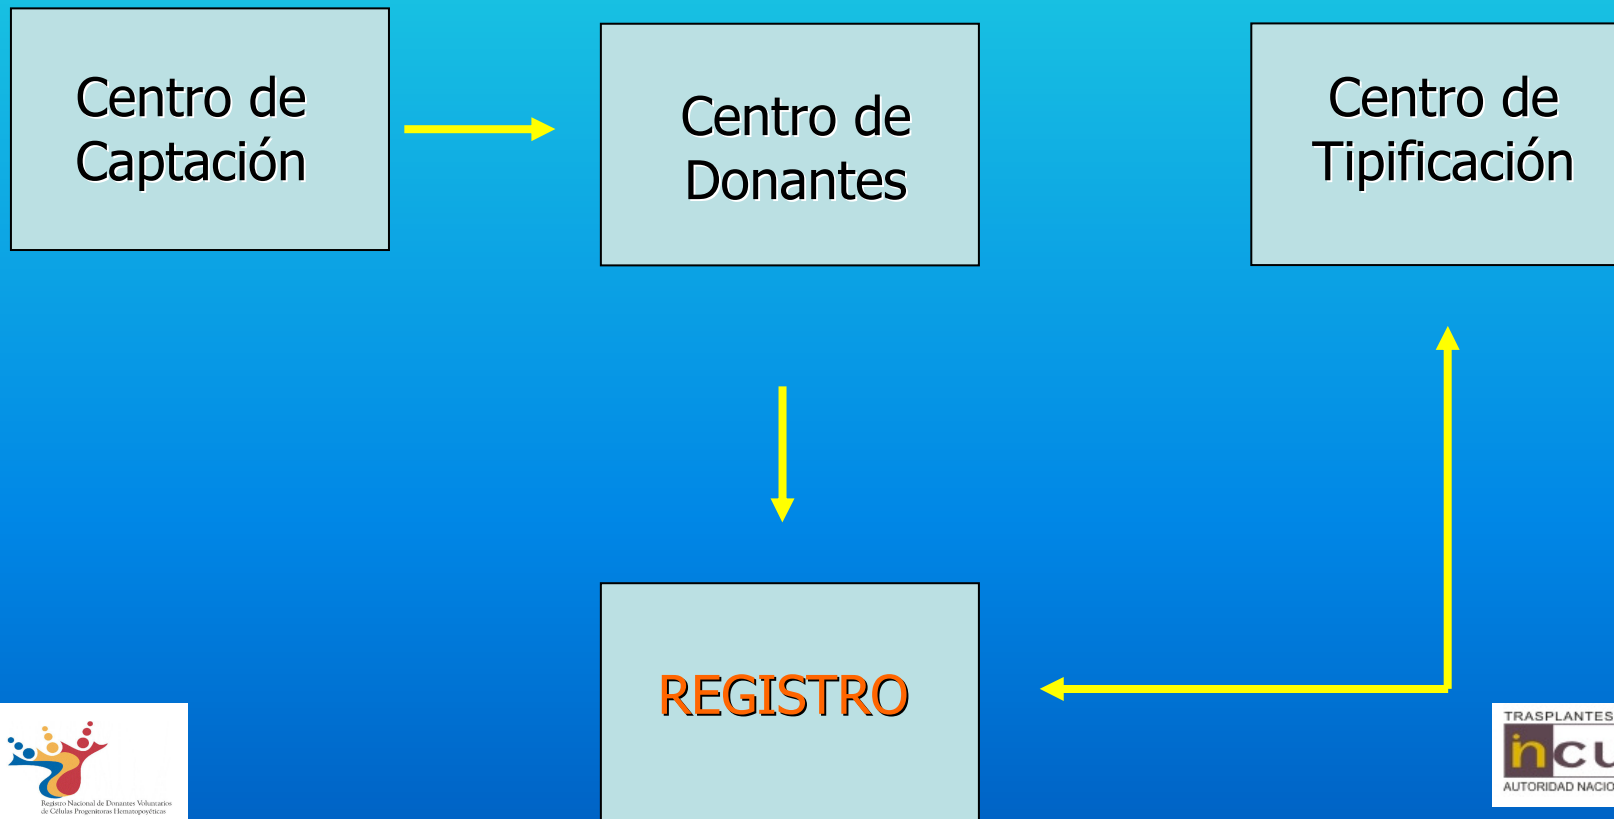 Centro de
Captación
Centro de
Donantes
Centro de
Tipificación
REGISTRO
Registro Nacional de Donantes Voluntarios
de Células Progenitoras Hematopoyéticas
TRASPLANTES
incu
AUTORIDAD NACIO